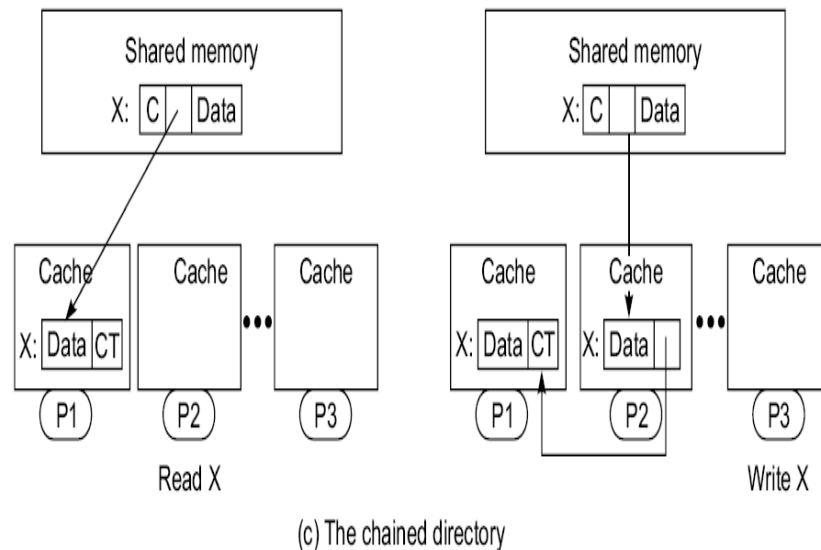 Shared memory
X: C Data
Cache Cache Cache
X: Data CT
P1 P2 P3
Read X
Shared memory
X: C Data
Cache Cache Cache
X: Data CT X: Data
P1 P2 P3
Write X
(c) The chained directory